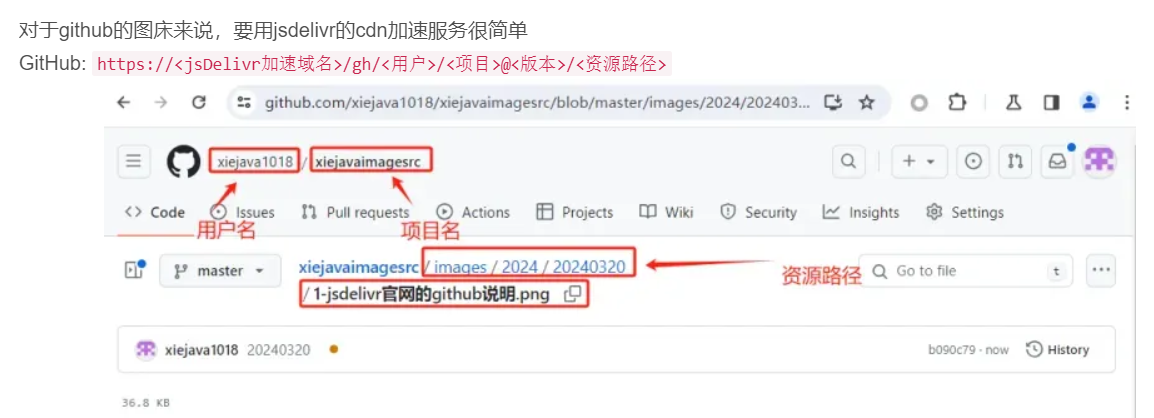 对于github的图床来说，要用jsdelivr的cdn加速服务很简单
GitHub: https://<jsDelivr加速域名>/gh/<用户>/<项目>@<版本>/<资源路径>
github.com/xiejava1018/xiejavaimagesrc/blob/master/images/2024/202403...
xiejava1018 / xiejavaimagesrc
Code Issues Pull requests Actions Projects Wiki Security Insights Settings
用户名 项目名
master xiejavaimagesrc / images / 2024 / 20240320 资源路径 Go to file t
/ 1-jsdelivr官网的github说明.png
xiejava1018 20240320 b090c79 · now History
36.8 KB